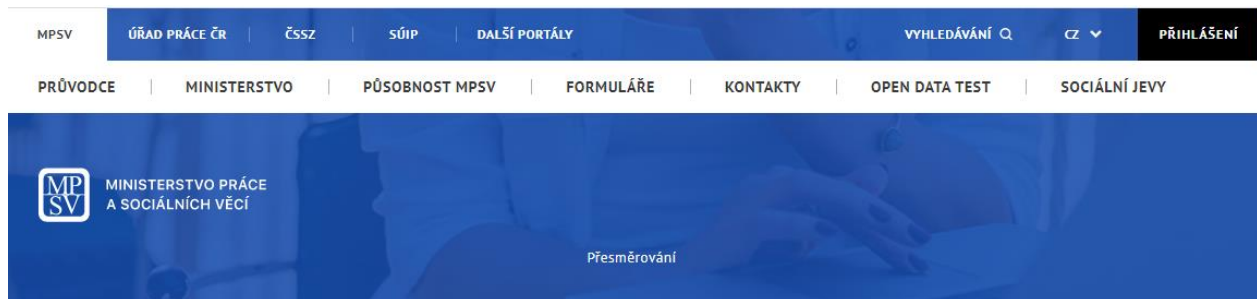 MPSV ÚŘAD PRÁCE ČR ČSSZ SÚIP DALŠÍ PORTÁLY VYHLEDÁVÁNÍ CZ PŘIHLÁŠENÍ
PRŮVODCE MINISTERSTVO PŮSOBNOST MPSV FORMULÁŘE KONTAKTY OPEN DATA TEST SOCIÁLNÍ JEVY
MP
SV
MINISTERSTVO PRÁCE
A SOCIÁLNÍCH VĚCÍ
Přesměrování